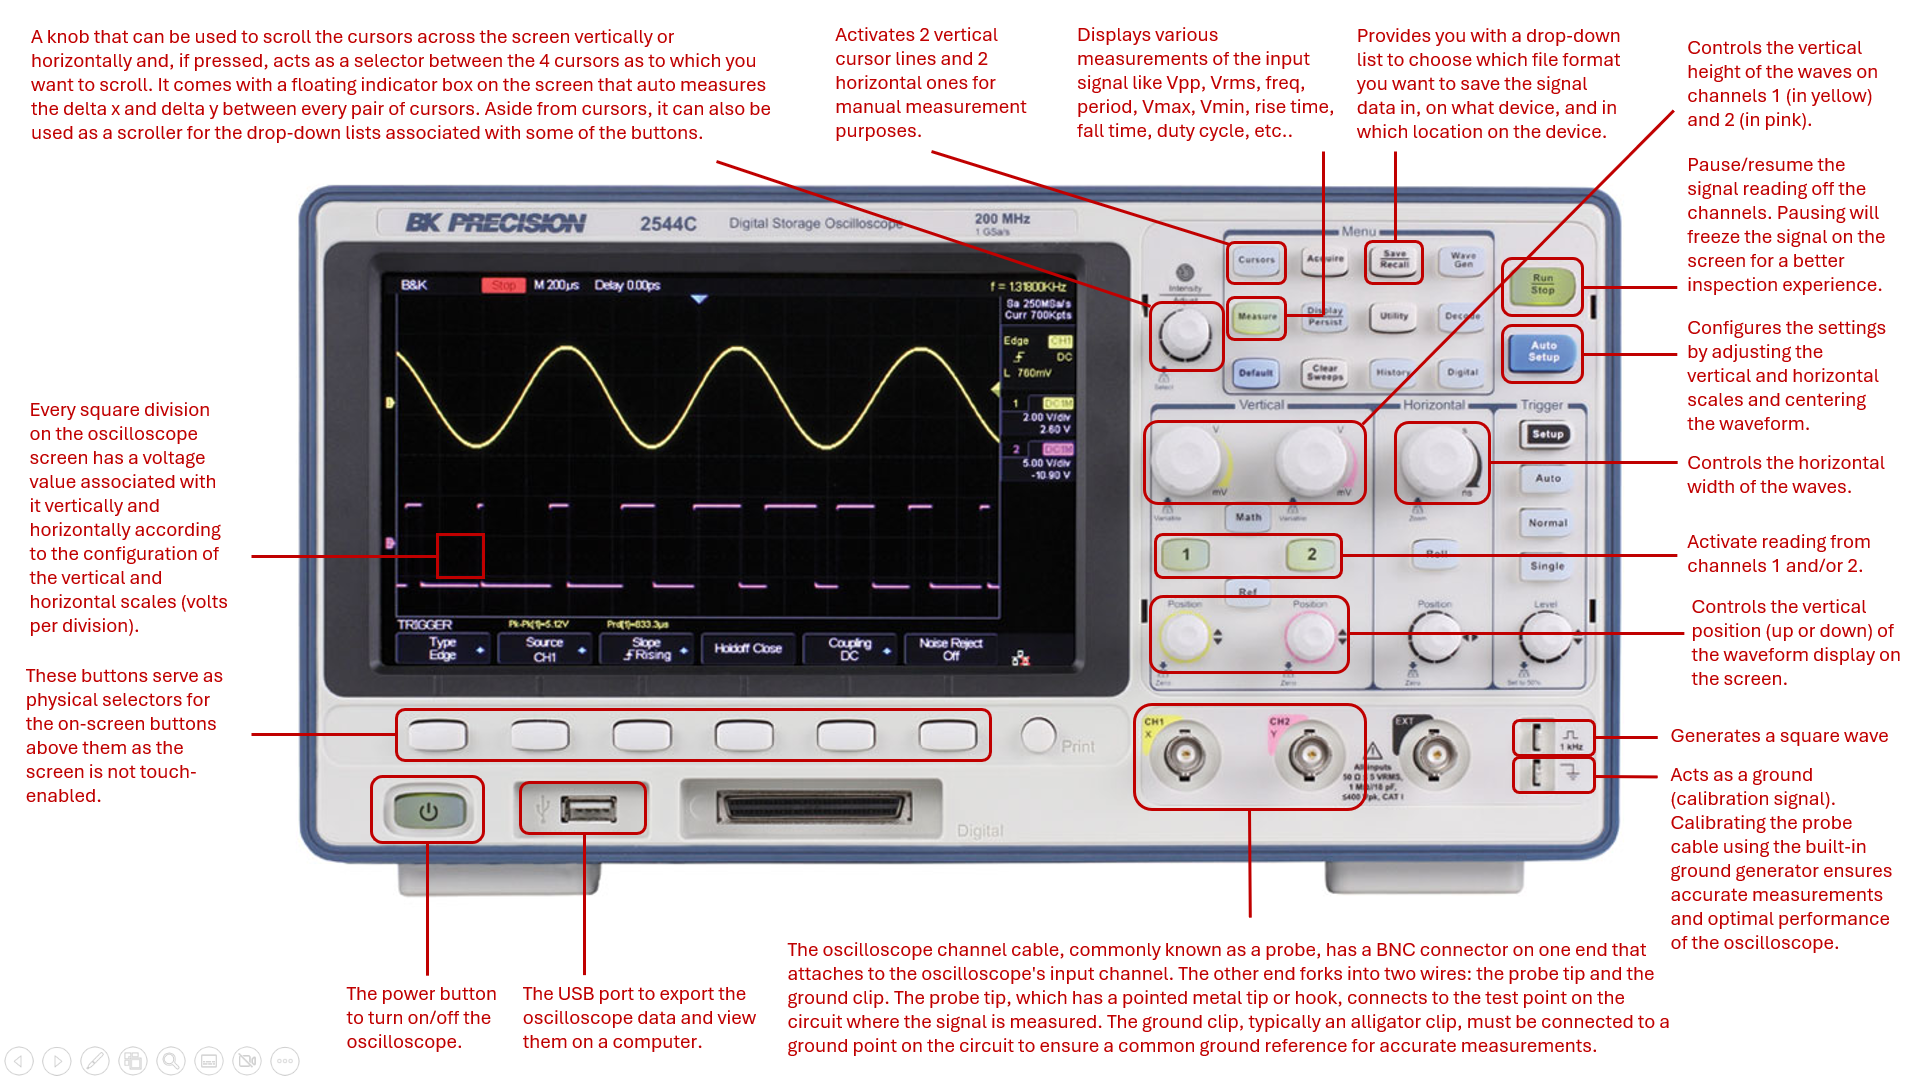 A knob that can be used to scroll the cursors across the screen vertically or
horizontally and, if pressed, acts as a selector between the 4 cursors as to which you
want to scroll. It comes with a floating indicator box on the screen that auto measures
the delta x and delta y between every pair of cursors. Aside from cursors, it can also be
used as a scroller for the drop-down lists associated with some of the buttons.
Activates 2 vertical
cursor lines and 2
horizontal ones for
manual measurement
purposes.
Displays various
measurements of the input
signal like Vpp, Vrms, freq,
period, Vmax, Vmin, rise time,
fall time, duty cycle, etc..
Provides you with a drop-down
list to choose which file format
you want to save the signal
data in, on what device, and in
which location on the device.
Controls the vertical
height of the waves on
channels 1 (in yellow)
and 2 (in pink).
Pause/resume the
signal reading off the
channels. Pausing will
freeze the signal on the
screen for a better
inspection experience.
Configures the settings
by adjusting the
vertical and horizontal
scales and centering
the waveform.
Controls the horizontal
width of the waves.
Activate reading from
channels 1 and/or 2.
Controls the vertical
position (up or down) of
the waveform display on
the screen.
Generates a square wave
Acts as a ground
(calibration signal).
Calibrating the probe
cable using the built-in
ground generator ensures
accurate measurements
and optimal performance
of the oscilloscope.
Every square division
on the oscilloscope
screen has a voltage
value associated with
it vertically and
horizontally according
to the configuration of
the vertical and
horizontal scales (volts
per division).
These buttons serve as
physical selectors for
the on-screen buttons
above them as the
screen is not touch-
enabled.
BK PRECISION 2544C Digital Storage Oscilloscope 200 MHz
1 GSa/s
B&K Stop M 200μs Delay 0.00ps f = 1.31800KHz
Sa 250MSa/s
Curr 700Kpts
Edge CH1
DC
L 760mV
1 DC1M
2.00 V/div
2.60 V
2 DC1M
5.00 V/div
-10.90 V
TRIGGER Pk-Pk(1)=5.12V Prd(1)=833.3μs
Type
Edge
Source
CH1
Slope
Rising
Holdoff Close
Coupling
DC
Noise Reject
Off
Print
Digital
Intensity
Adjust
Select
Menu
Cursors Acquire Save
Recall Wave
Gen
Measure Display
Persist Utility Decode
Default Clear
Sweeps History Digital
Run
Stop
Auto
Setup
Vertical Horizontal Trigger
V V s
mV mV ns
Variable Variable Zoom
Math
1 2
Roll
Ref
Position Position Position Level
Zero Zero Zero Set to 50%
Setup
Auto
Normal
Single
CH1
X
CH2
Y
EXT
All inputs
1 kHz
The power button
to turn on/off the
oscilloscope.
The USB port to export the
oscilloscope data and view
them on a computer.
The oscilloscope channel cable, commonly known as a probe, has a BNC connector on one end that
attaches to the oscilloscope's input channel. The other end forks into two wires: the probe tip and the
ground clip. The probe tip, which has a pointed metal tip or hook, connects to the test point on the
circuit where the signal is measured. The ground clip, typically an alligator clip, must be connected to a
ground point on the circuit to ensure a common ground reference for accurate measurements.